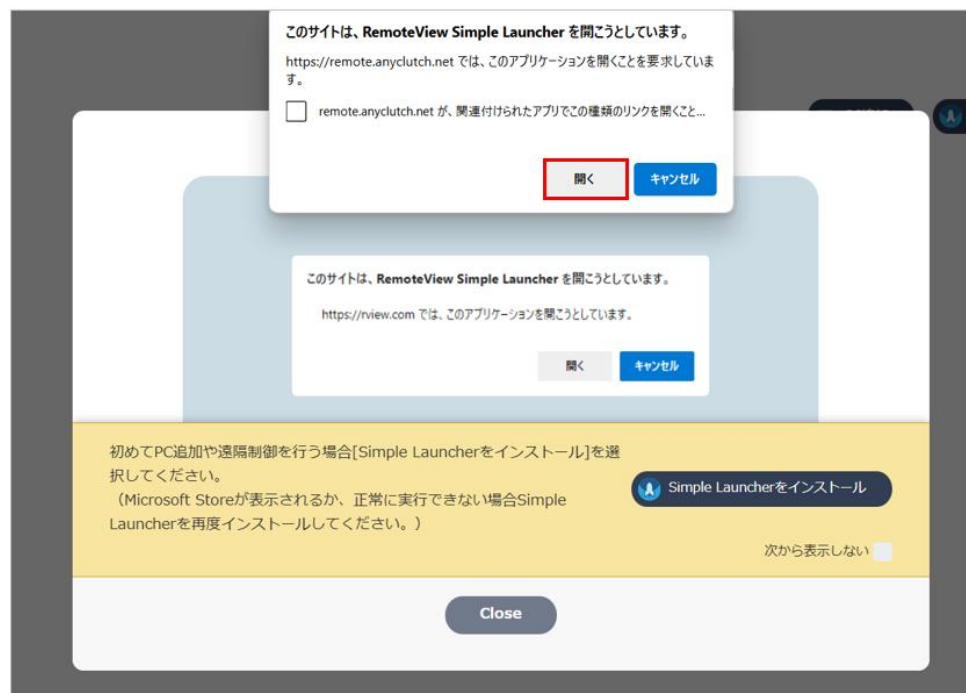 このサイトは、RemoteView Simple Launcher を開こうとしています。
https://remote.anyclutch.net では、このアプリケーションを開くことを要求していま
す。
remote.anyclutch.net が、関連付けられたアプリでこの種類のリンクを開くこと...
開く
キャンセル
このサイトは、RemoteView Simple Launcher を開こうとしています。
https://rview.com では、このアプリケーションを開こうとしています。
開く
キャンセル
初めてPC追加や遠隔制御を行う場合[Simple Launcherをインストール]を選
択してください。
（Microsoft Storeが表示されるか、正常に実行できない場合Simple
Launcherを再度インストールしてください。）
Simple Launcherをインストール
次から表示しない
Close